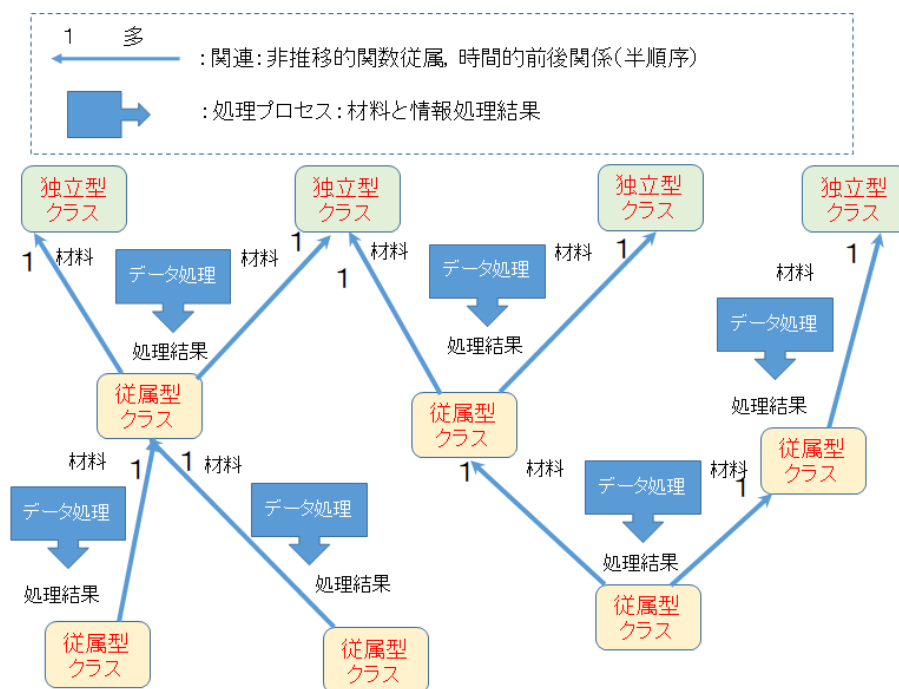 1 多
:関連:非推移的関数従属, 時間的前後関係(半順序)
:処理プロセス:材料と情報処理結果
独立型
クラス
独立型
クラス
独立型
クラス
独立型
クラス
1
材料
データ処理
材料
1
1
材料
データ処理
材料
1
1
材料
データ処理
処理結果
処理結果
処理結果
従属型
クラス
従属型
クラス
従属型
クラス
材料
1
1
材料
1
材料
材料
1
データ処理
データ処理
データ処理
処理結果
処理結果
処理結果
従属型
クラス
従属型
クラス
従属型
クラス